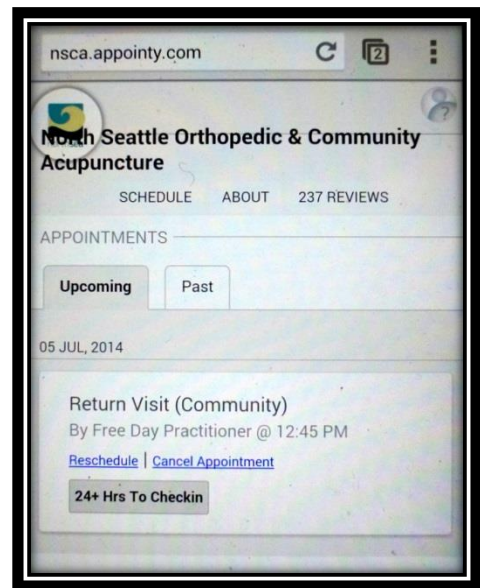 nsca.appointy.com 2
North Seattle Orthopedic & Community
Acupuncture
SCHEDULE ABOUT 237 REVIEWS
APPOINTMENTS
Upcoming Past
05 JUL, 2014
Return Visit (Community)
By Free Day Practitioner @ 12:45 PM
Reschedule | Cancel Appointment
24+ Hrs To Checkin